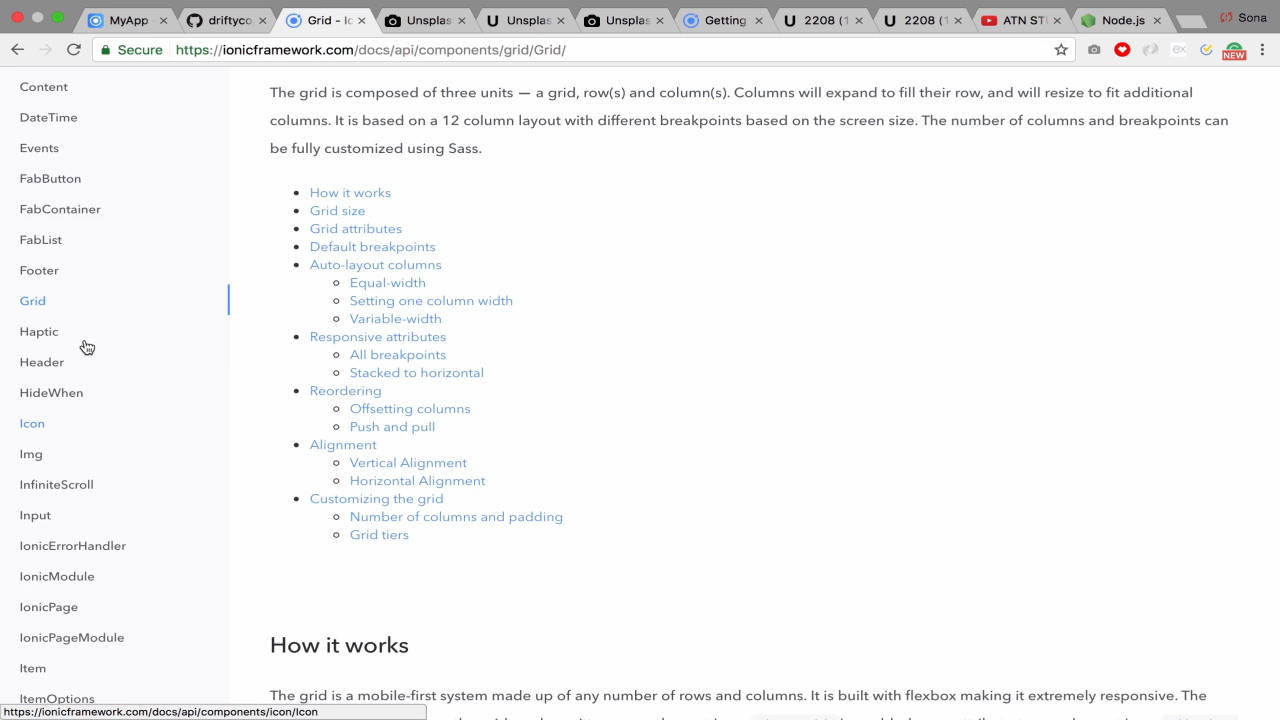 MyApp
driftyco
Grid - Io
Unsplas
Unsplas
Unsplas
Getting
2208 (1
2208 (1
ATN STE
Node.js
Sona
Secure
https://ionicframework.com/docs/api/components/grid/Grid/
ex
NEW
Content
DateTime
Events
FabButton
FabContainer
FabList
Footer
Grid
Haptic
Header
HideWhen
Icon
Img
InfiniteScroll
Input
IonicErrorHandler
IonicModule
IonicPage
IonicPageModule
Item
ItemOptions
https://ionicframework.com/docs/api/components/icon/Icon
The grid is composed of three units — a grid, row(s) and column(s). Columns will expand to fill their row, and will resize to fit additional
columns. It is based on a 12 column layout with different breakpoints based on the screen size. The number of columns and breakpoints can
be fully customized using Sass.
How it works
Grid size
Grid attributes
Default breakpoints
Auto-layout columns
Equal-width
Setting one column width
Variable-width
Responsive attributes
All breakpoints
Stacked to horizontal
Reordering
Offsetting columns
Push and pull
Alignment
Vertical Alignment
Horizontal Alignment
Customizing the grid
Number of columns and padding
Grid tiers
How it works
The grid is a mobile-first system made up of any number of rows and columns. It is built with flexbox making it extremely responsive. The